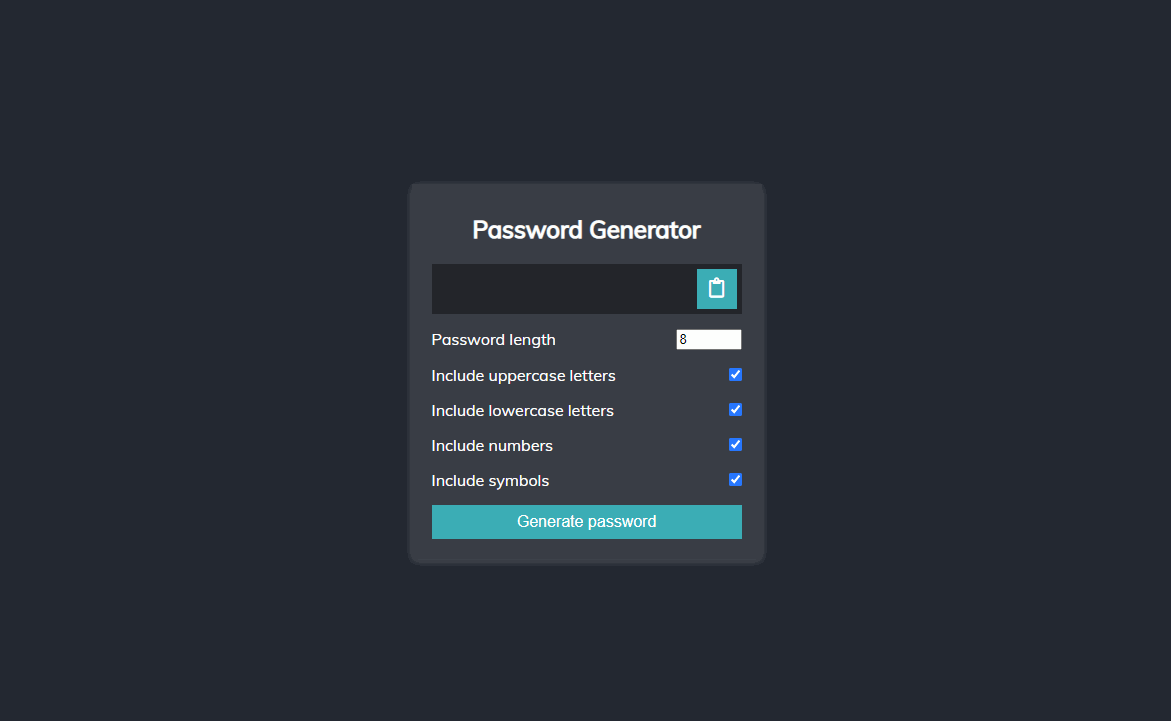 Password Generator
Password length 8
Include uppercase letters
Include lowercase letters
Include numbers
Include symbols
Generate password